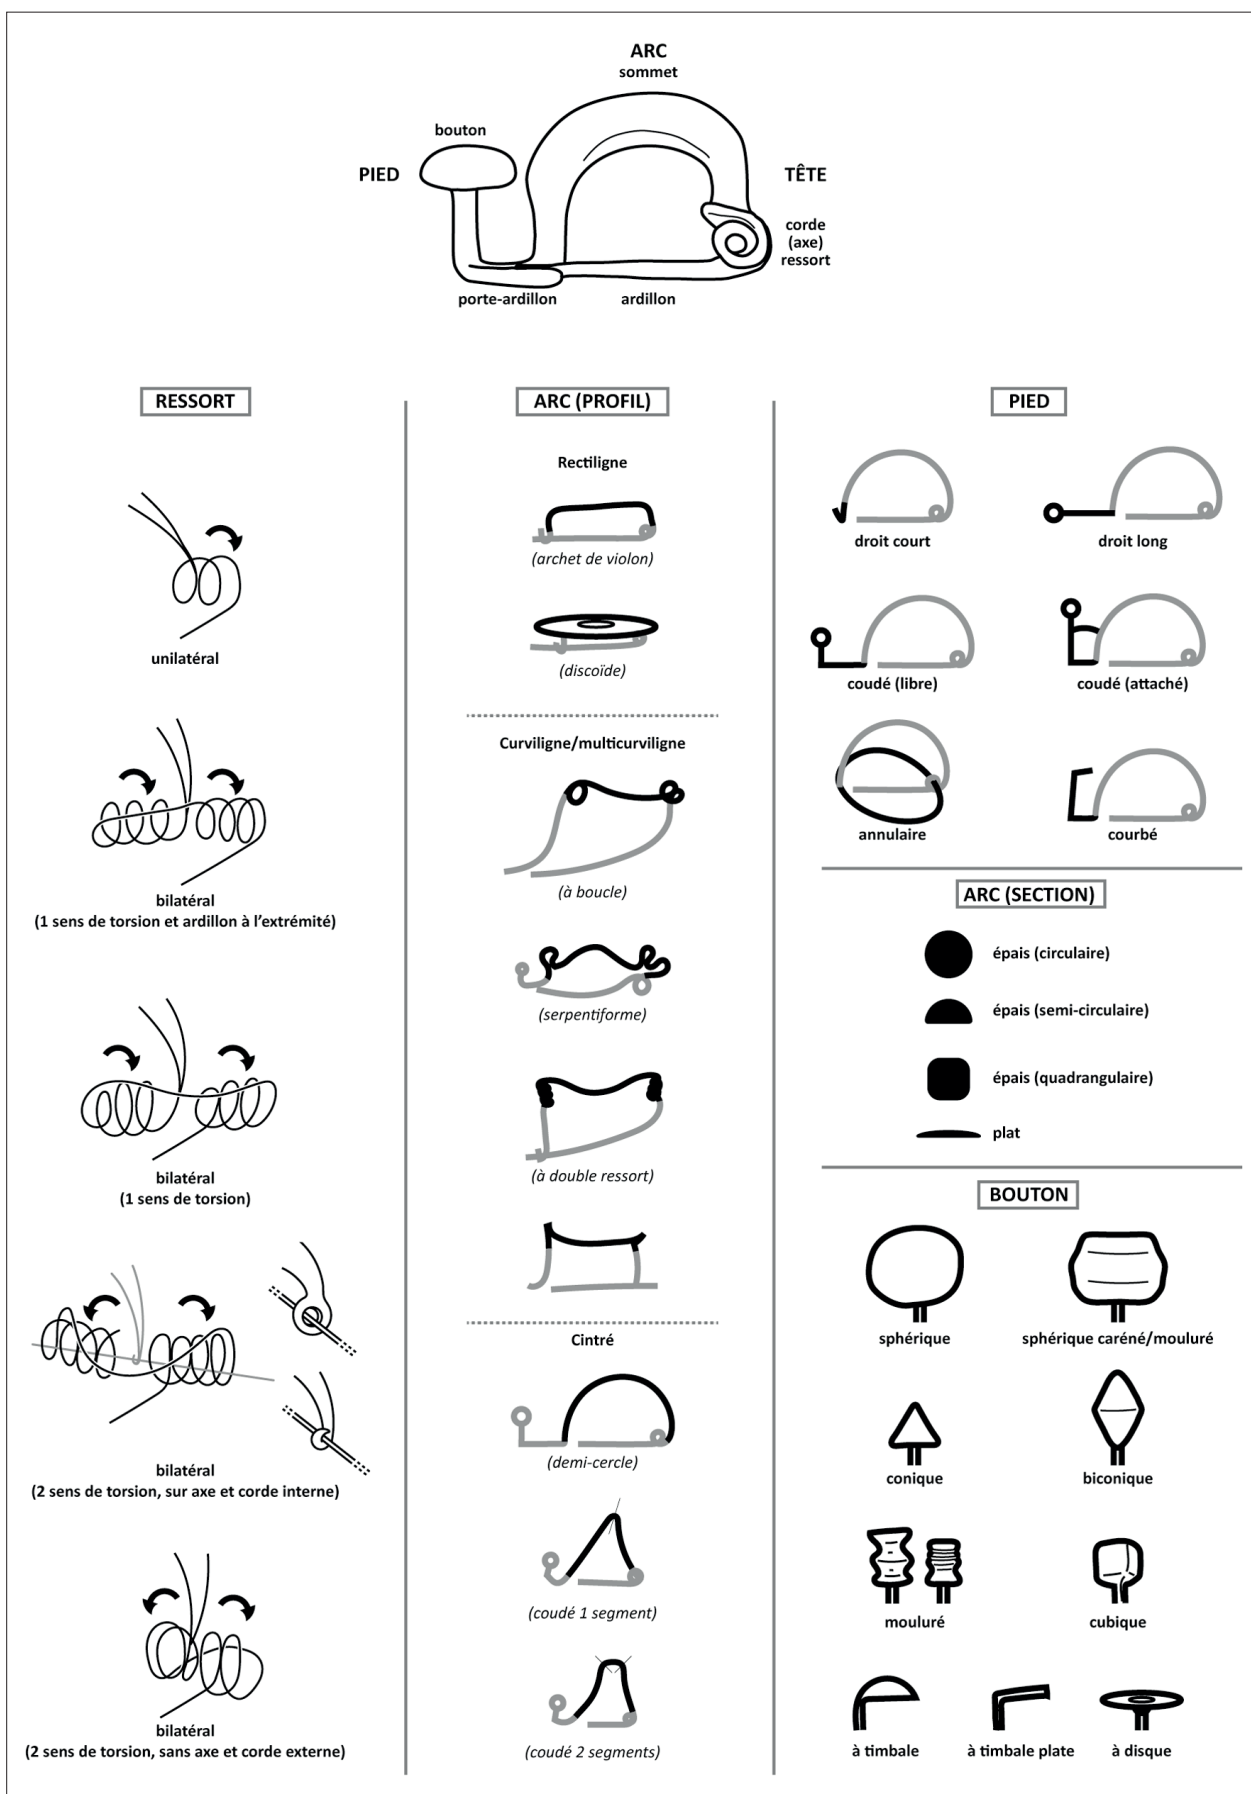 ARC
sommet
bouton
PIED
TÊTE
corde
(axe)
ressort
porte-ardillon
ardillon
RESSORT
unilatéral
bilatéral
(1 sens de torsion et ardillon à l'extrémité)
bilatéral
(1 sens de torsion)
bilatéral
(2 sens de torsion, sur axe et corde interne)
bilatéral
(2 sens de torsion, sans axe et corde externe)
ARC (PROFIL)
Rectiligne
(archet de violon)
(discoïde)
Curviligne/multicurviligne
(à boucle)
(serpentiforme)
(à double ressort)
Cintré
(demi-cercle)
(coudé 1 segment)
(coudé 2 segments)
PIED
droit court
droit long
coudé (libre)
coudé (attaché)
annulaire
courbé
ARC (SECTION)
épais (circulaire)
épais (semi-circulaire)
épais (quadrangulaire)
plat
BOUTON
sphérique
sphérique caréné/mouluré
conique
biconique
mouluré
cubique
à timbale
à timbale plate
à disque